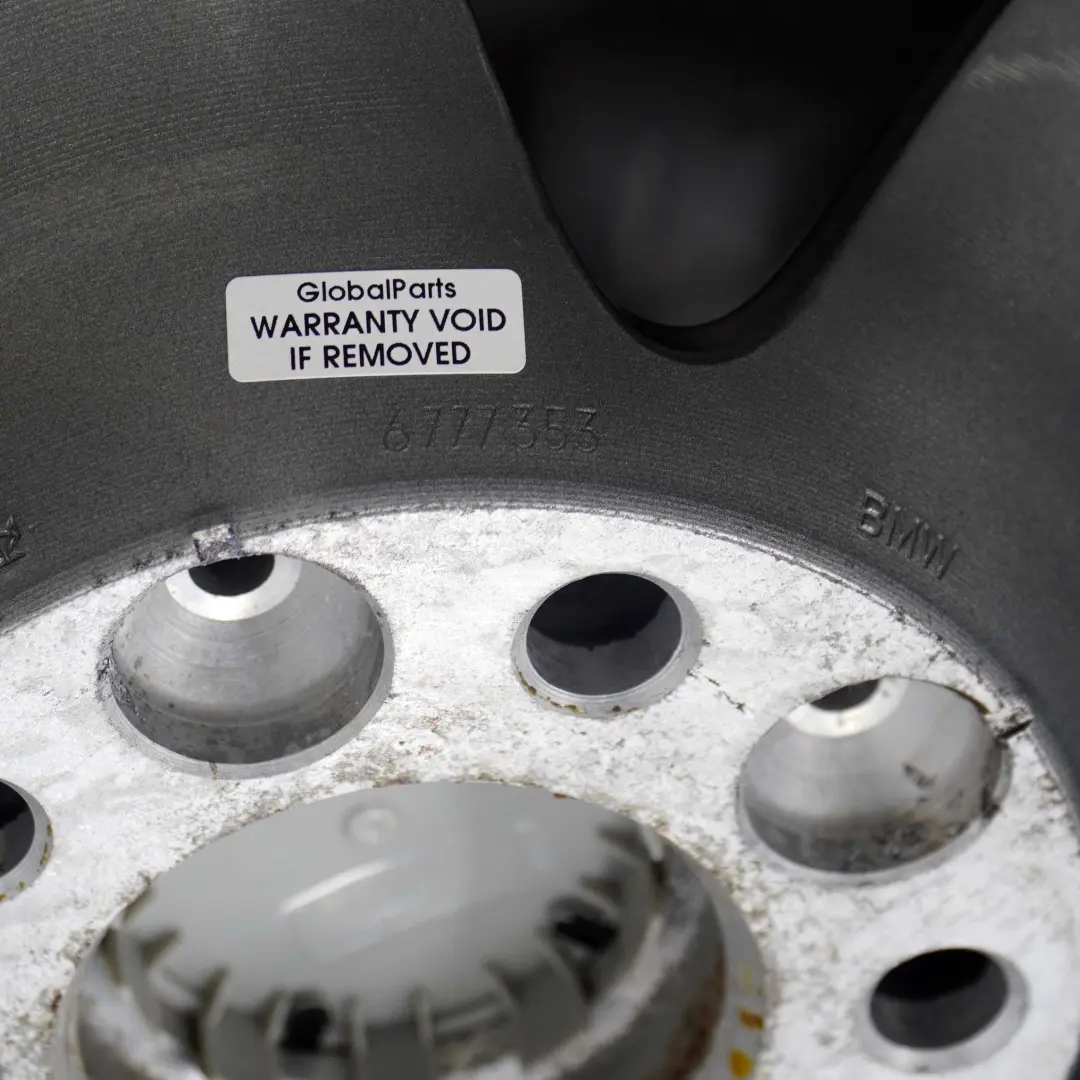 GlobalParts
WARRANTY VOID
IF REMOVED
6777353
BMW